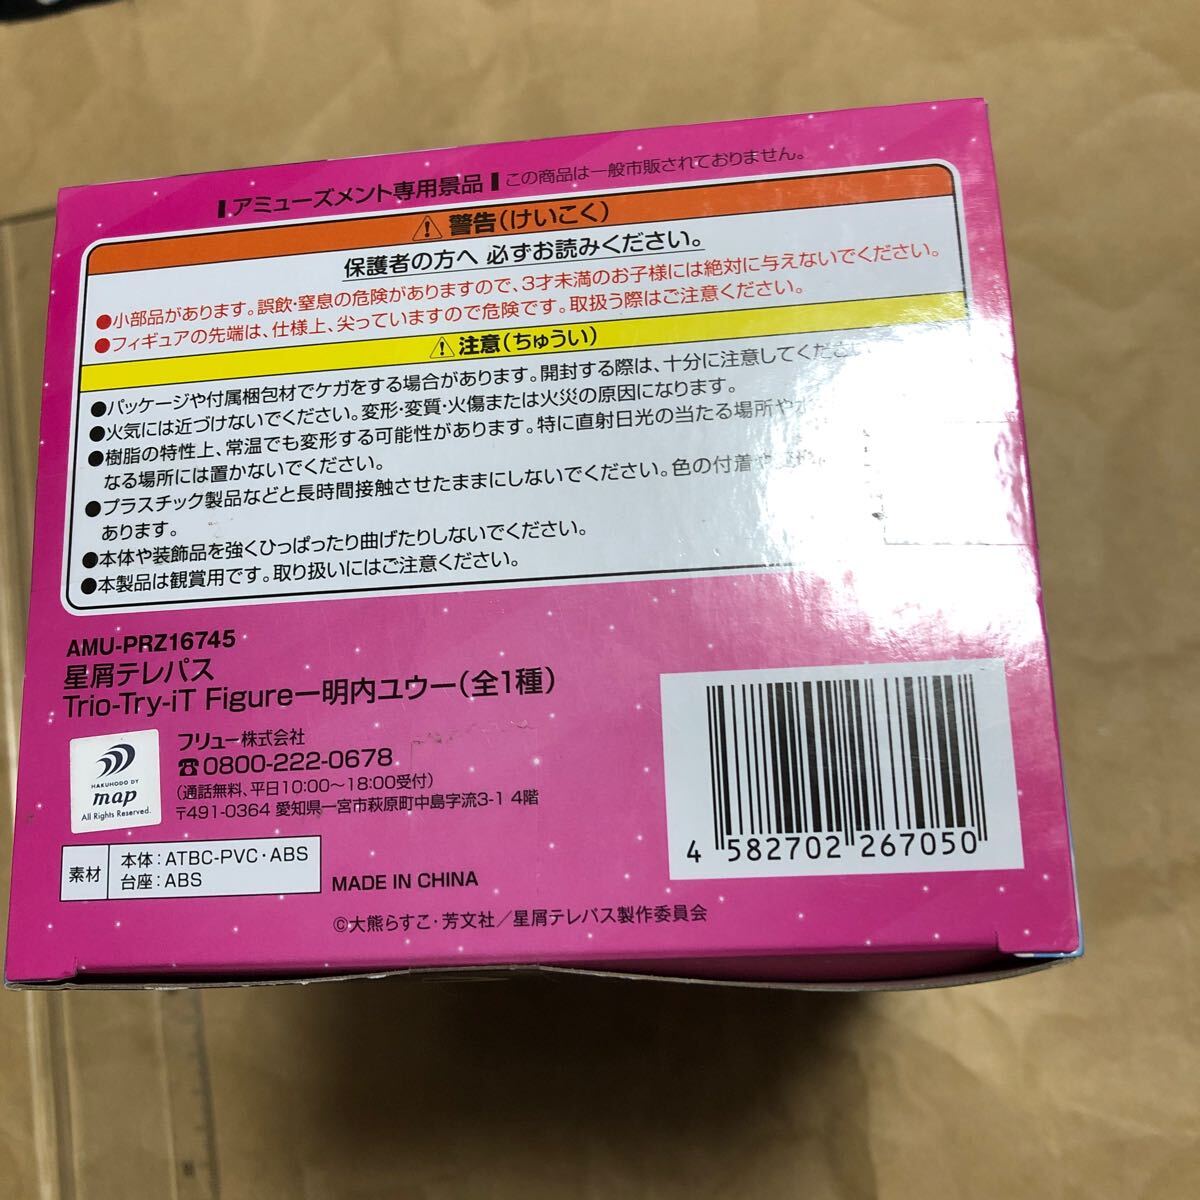 アミューズメント専用景品 この商品は一般市販されておりません。
警告(けいこく)
保護者の方へ 必ずお読みください。
●小部品があります。誤飲・窒息の危険がありますので、3才未満のお子様には絶対に与えないでください。
●フィギュアの先端は、仕様上、尖っていますので危険です。取扱う際はご注意ください。
注意(ちゅうい)
●パッケージや付属梱包材でケガをする場合があります。開封する際は、十分に注意してくださ
●火気には近づけないでください。変形・変質・火傷または火災の原因になります。
●樹脂の特性上、常温でも変形する可能性があります。特に直射日光の当たる場所や
なる場所には置かないでください。
●プラスチック製品などと長時間接触させたままにしないでください。色の付着や
あります。
●本体や装飾品を強くひっぱったり曲げたりしないでください。
●本製品は観賞用です。取り扱いにはご注意ください。
AMU-PRZ16745
星屑テレパス
Trio-Try-iT Figureー明内ユウー(全1種)
フリュー株式会社
☎0800-222-0678
(通話無料、平日10:00〜18:00受付)
〒491-0364 愛知県一宮市萩原町中島字流3-1 4階
HAKUHODO DY
map
All Rights Reserved.
素材
本体:ATBC-PVC・ABS
台座:ABS
MADE IN CHINA
4 582702 267050
©大熊らすこ・芳文社/星屑テレパス製作委員会